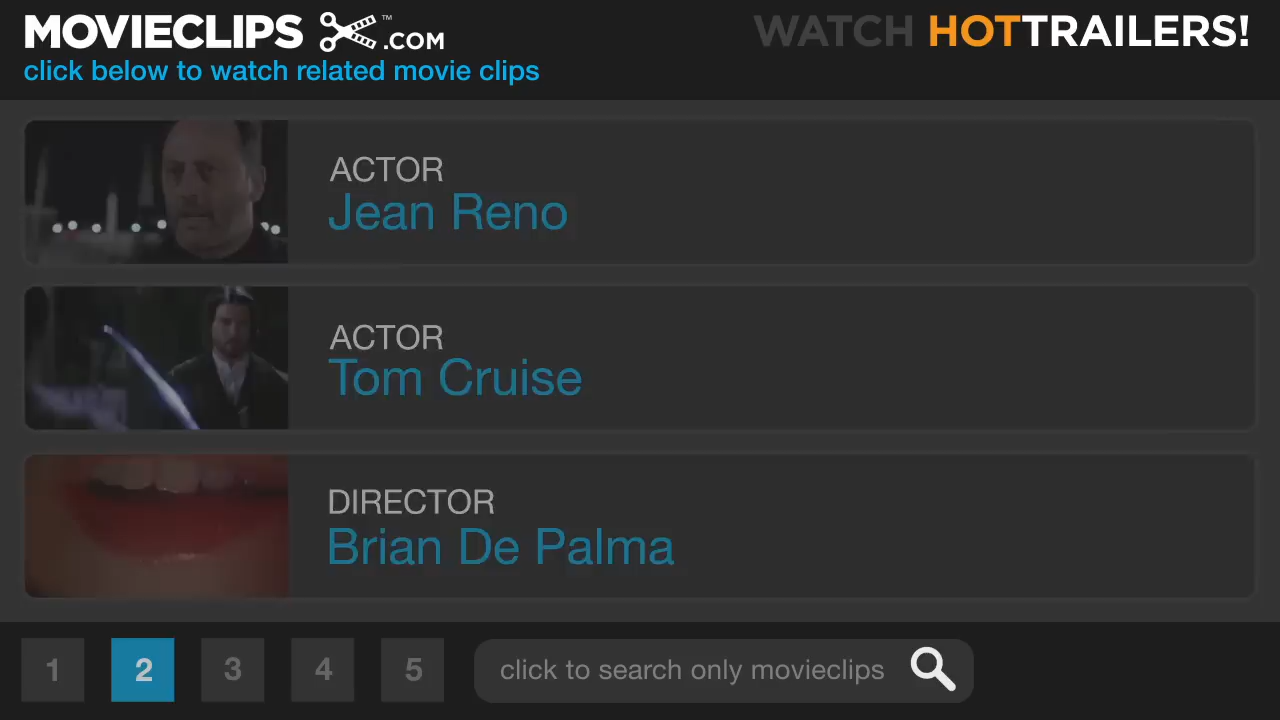 MOVIECLIPS ™ .COM
WATCH HOTTRAILERS!
click below to watch related movie clips
ACTOR
Jean Reno
ACTOR
Tom Cruise
DIRECTOR
Brian De Palma
1 2 3 4 5 click to search only movieclips